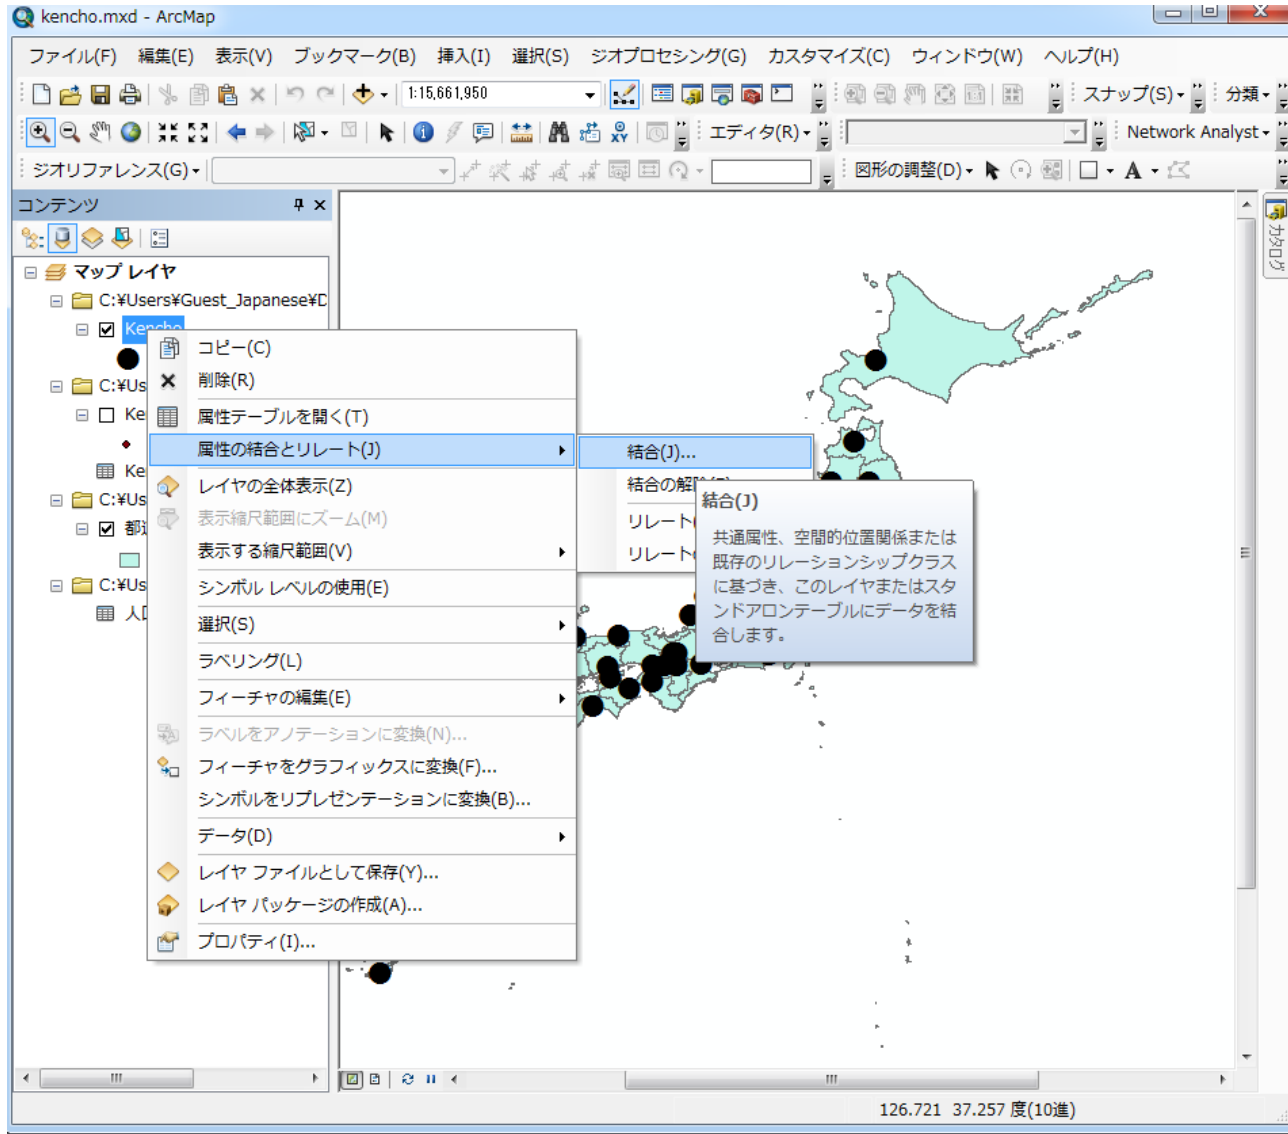 kencho.mxd - ArcMap
ファイル(F) 編集(E) 表示(V) ブックマーク(B) 挿入(I) 選択(S) ジオプロセシング(G) カスタマイズ(C) ウィンドウ(W) ヘルプ(H)
1:15,661,950
スナップ(S)
分類
エディタ(R)
Network Analyst
ジオリファレンス(G)
図形の調整(D)
コンテンツ
カタログ
マップ レイヤ
C:¥Users¥Guest_Japanese¥D
Kencho
C:¥Us
Ke
Ke
C:¥Us
C:¥Us
コピー(C)
削除(R)
属性テーブルを開く(T)
属性の結合とリレート(J)
レイヤの全体表示(Z)
表示縮尺範囲にズーム(M)
表示する縮尺範囲(V)
シンボル レベルの使用(E)
選択(S)
ラベリング(L)
フィーチャの編集(E)
ラベルをアノテーションに変換(N)...
フィーチャをグラフィックスに変換(F)...
シンボルをリプレゼンテーションに変換(B)...
データ(D)
レイヤ ファイルとして保存(Y)...
レイヤ パッケージの作成(A)...
プロパティ(I)...
結合(J)...
結合の解
リレート
リレート
結合(J)
共通属性、空間的位置関係または
既存のリレーションシップクラス
に基づき、このレイヤまたはスタ
ンドアロンテーブルにデータを結
合します。
126.721 37.257 度(10進)